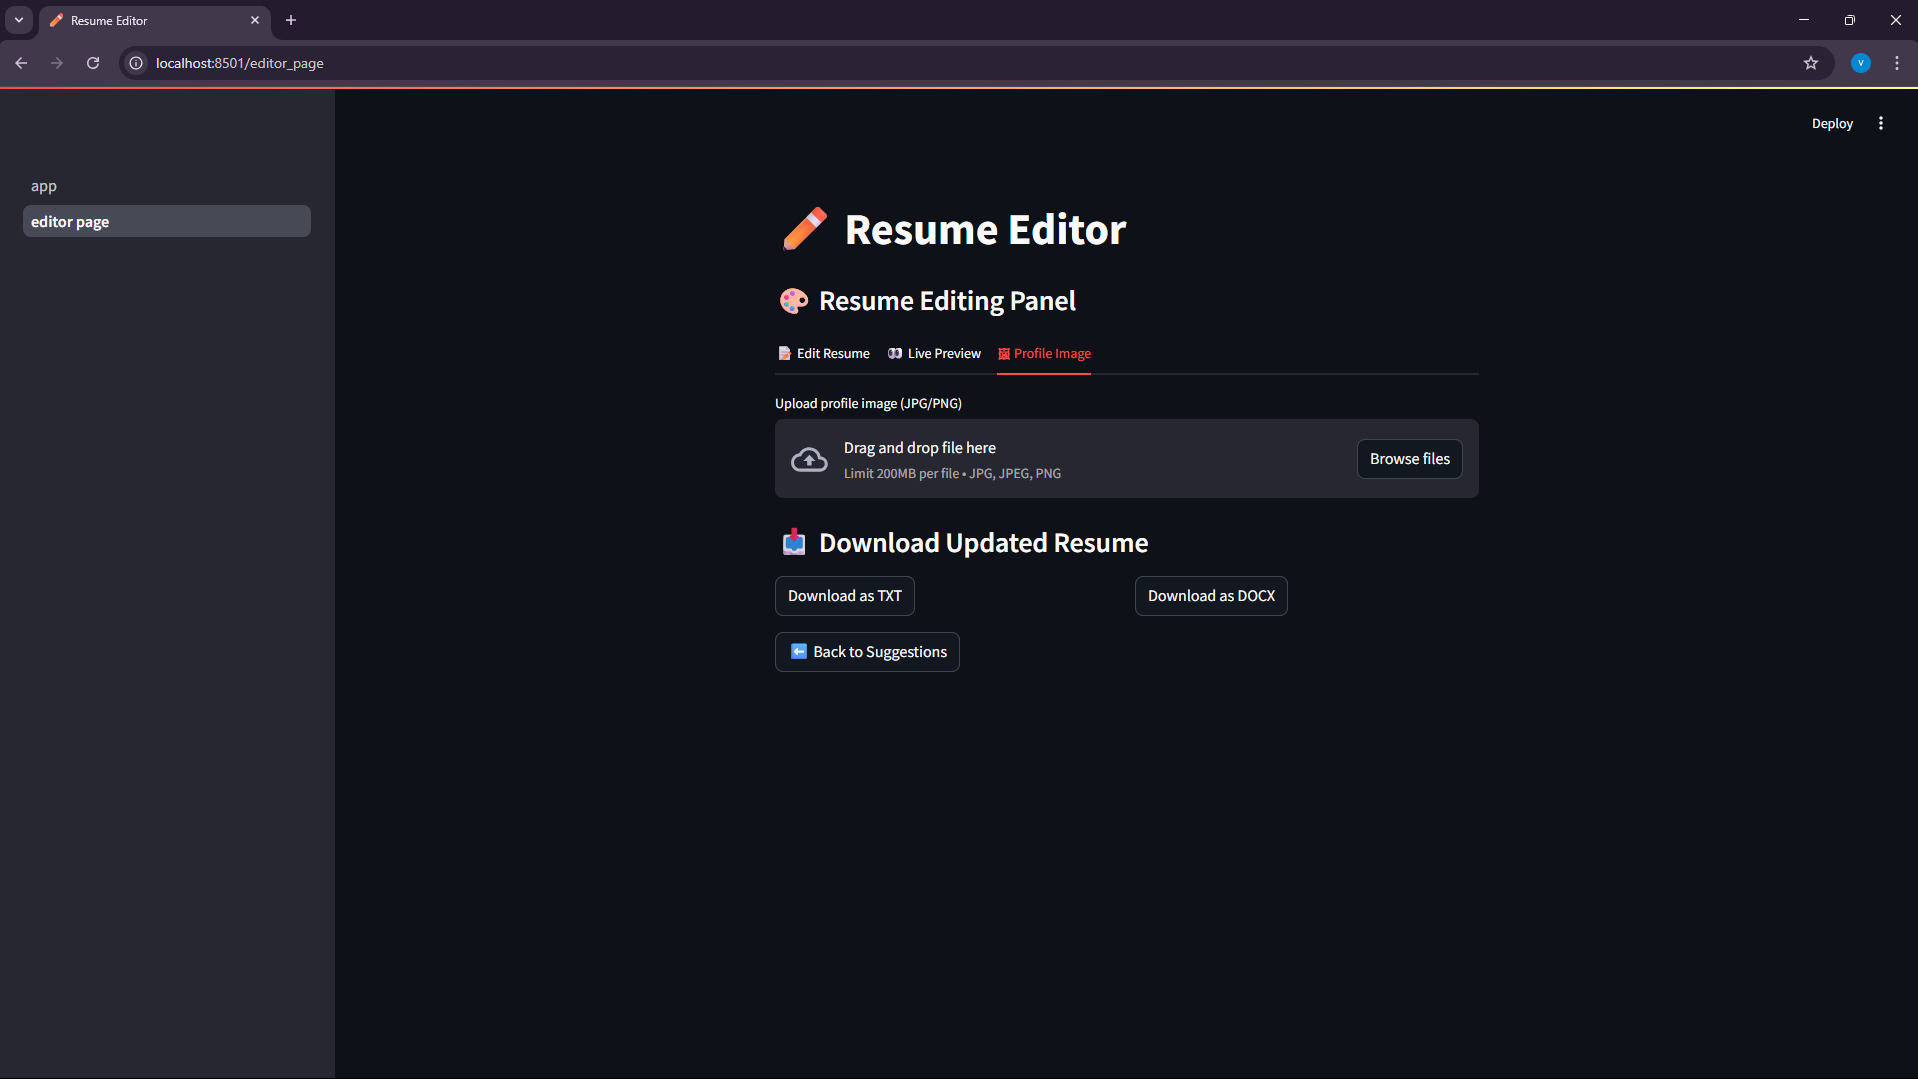 Resume Editor
localhost:8501/editor_page
V
Deploy
app
editor page
Resume Editor
Resume Editing Panel
Edit Resume Live Preview Profile Image
Upload profile image (JPG/PNG)
Drag and drop file here
Limit 200MB per file • JPG, JPEG, PNG
Browse files
Download Updated Resume
Download as TXT Download as DOCX
Back to Suggestions